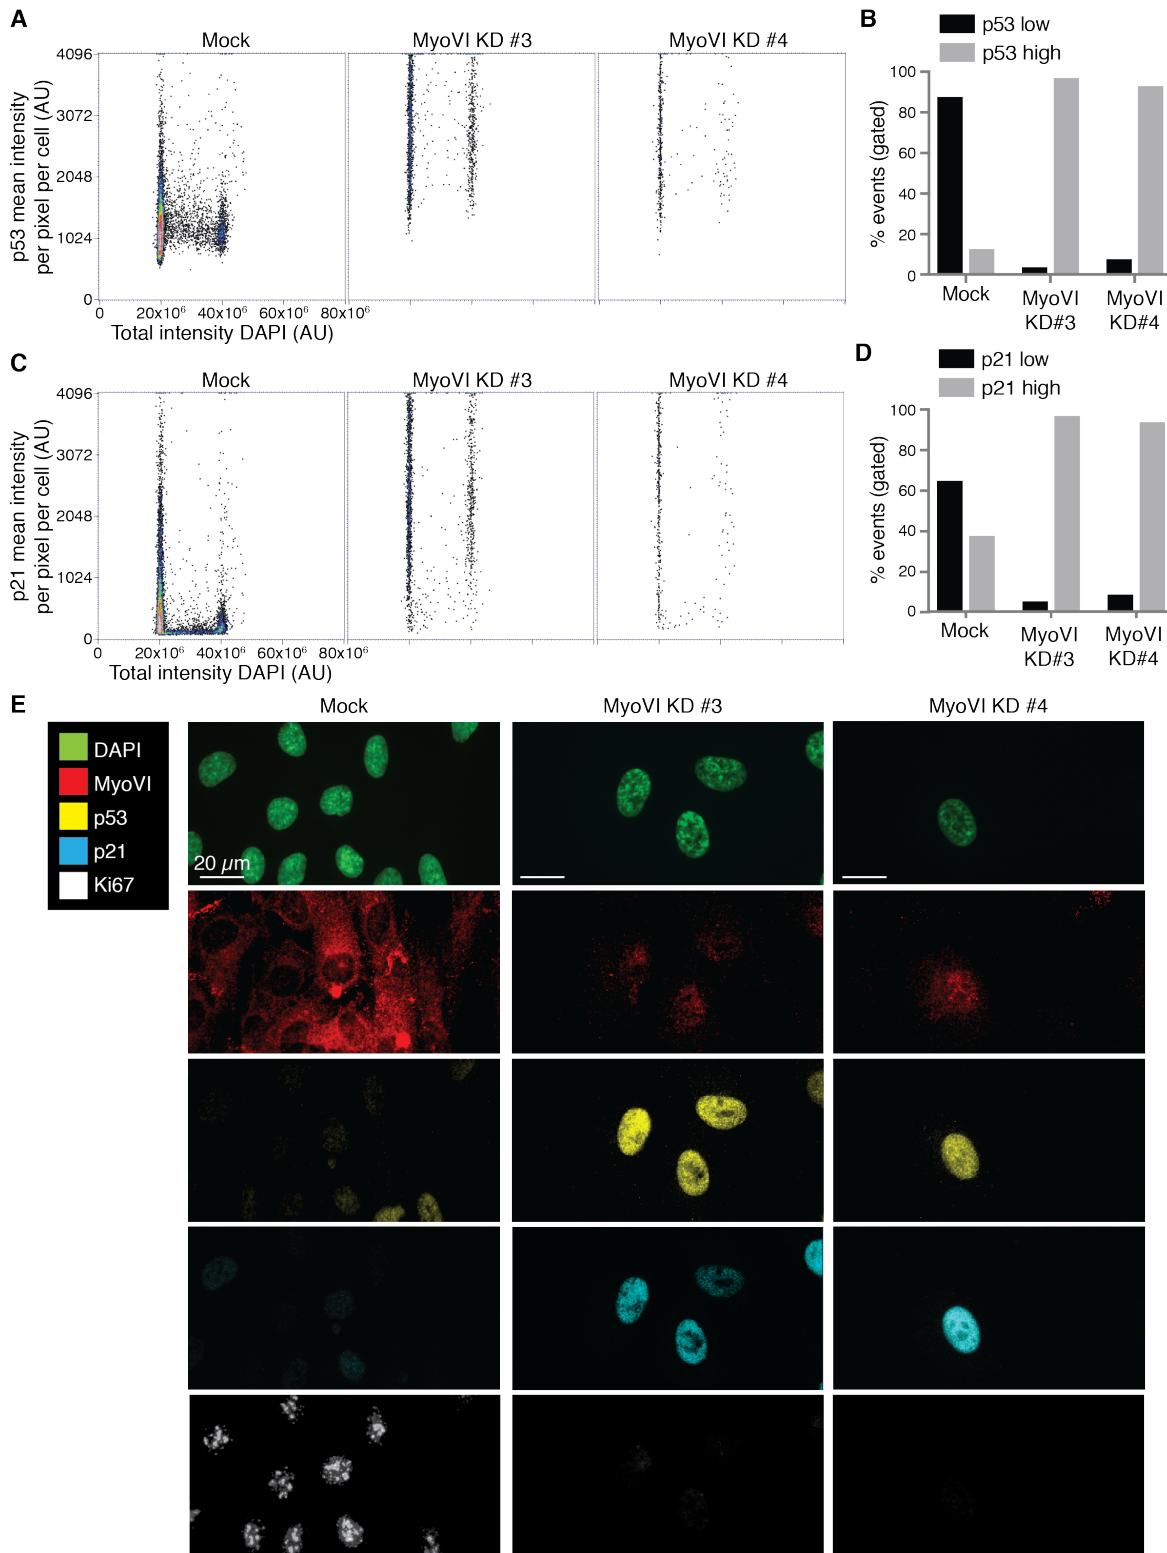 A
Mock
MyoVI KD #3
MyoVI KD #4
p53 mean intensity
per pixel per cell (AU)
4096
3072
2048
1024
0
0
20x10⁶
40x10⁶
60x10⁶
80x10⁶
Total intensity DAPI (AU)
B
p53 low
p53 high
% events (gated)
100
80
60
40
20
0
Mock
MyoVI
KD#3
MyoVI
KD#4
C
Mock
MyoVI KD #3
MyoVI KD #4
p21 mean intensity
per pixel per cell (AU)
4096
3072
2048
1024
0
0
20x10⁶
40x10⁶
60x10⁶
80x10⁶
Total intensity DAPI (AU)
D
p21 low
p21 high
% events (gated)
100
80
60
40
20
0
Mock
MyoVI
KD#3
MyoVI
KD#4
E
Mock
MyoVI KD #3
MyoVI KD #4
DAPI
MyoVI
p53
p21
Ki67
20 µm